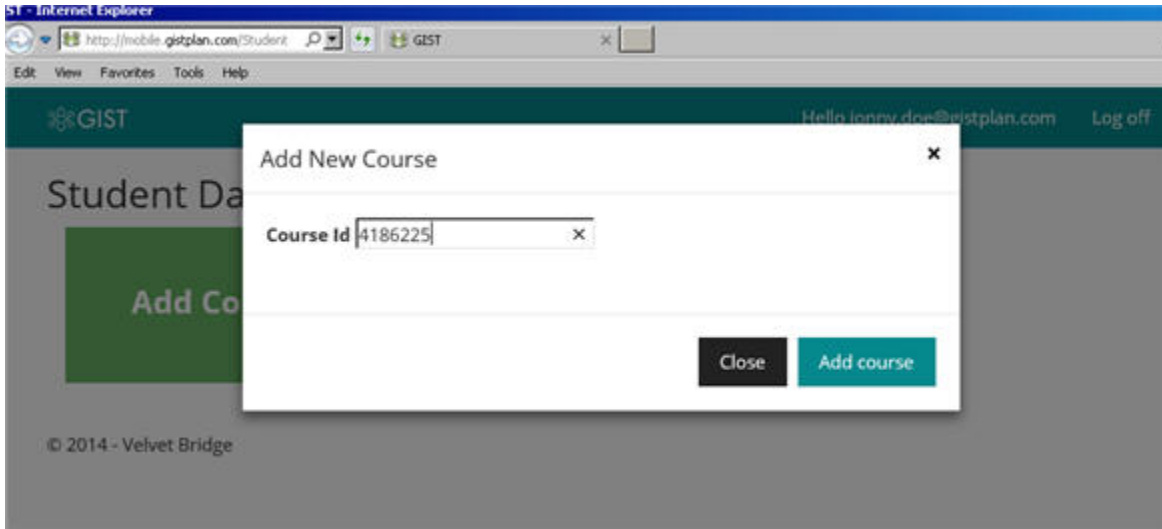 ST - Internet Explorer
http://mobile.gistplan.com/Student
GIST
Edit View Favorites Tools Help
GIST
Hello jonny.doe@gistplan.com Log off
Add New Course
Student Da
Course Id 4186225
Add Co
Close Add course
© 2014 - Velvet Bridge